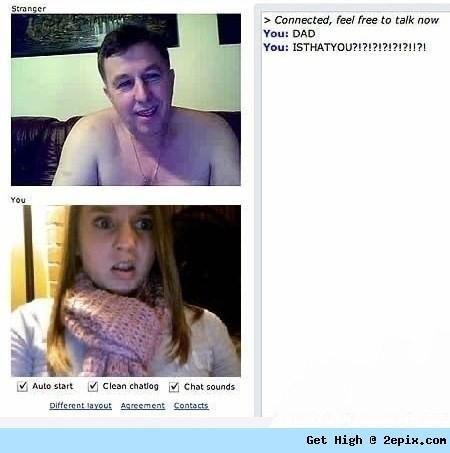 Stranger
> Connected, feel free to talk now
You: DAD
You: ISTHATYOU?!?!?!?!?!?!!?!
You
Auto start Clean chatlog Chat sounds
Different layout Agreement Contacts
Get High @ 2epix.com